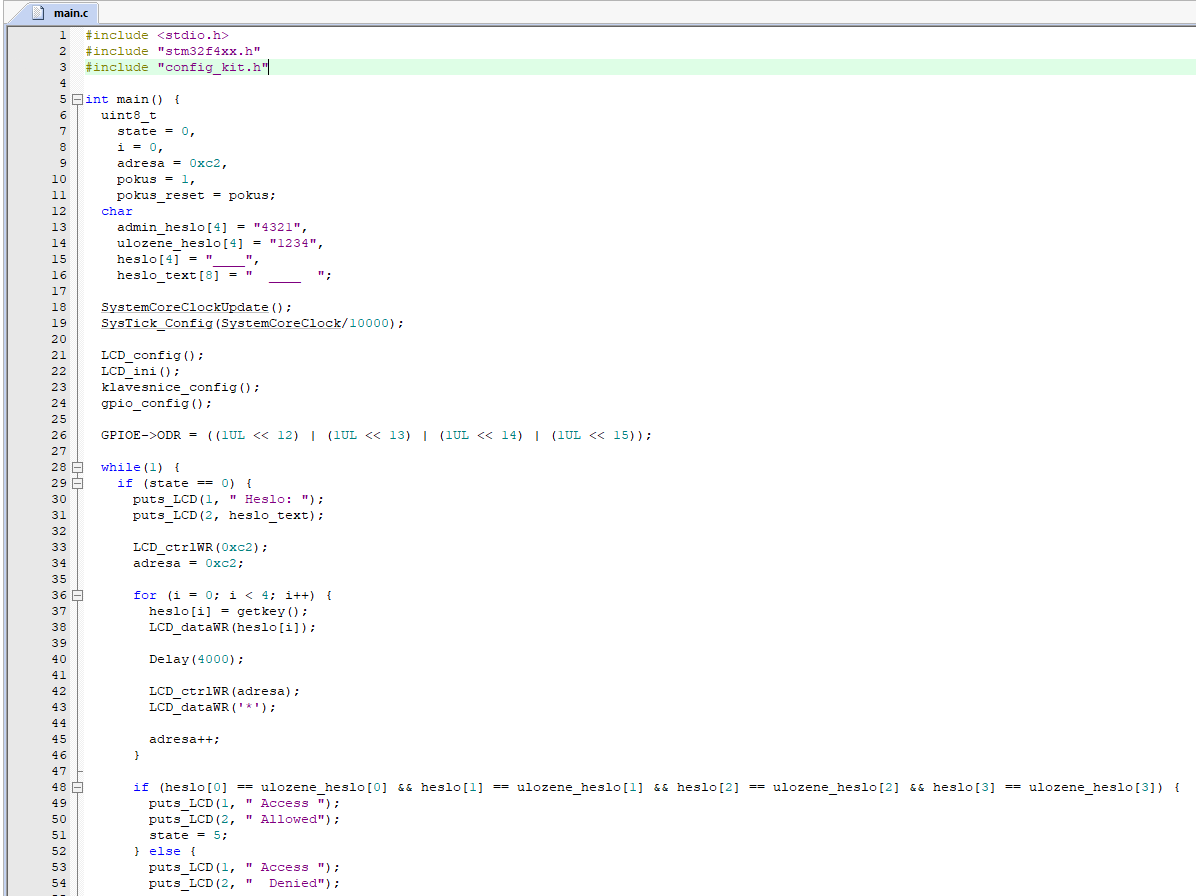 main.c
1 #include <stdio.h>
2 #include "stm32f4xx.h"
3 #include "config_kit.h"
4
5 int main() {
6   uint8_t
7     state = 0,
8     i = 0,
9     adresa = 0xc2,
10     pokus = 1,
11     pokus_reset = pokus;
12   char
13     admin_heslo[4] = "4321",
14     ulozene_heslo[4] = "1234",
15     heslo[4] = "____",
16     heslo_text[8] = "  ____  ";
17
18   SystemCoreClockUpdate();
19   SysTick_Config(SystemCoreClock/10000);
20
21   LCD_config();
22   LCD_ini();
23   klavesnice_config();
24   gpio_config();
25
26   GPIOE->ODR = ((1UL << 12) | (1UL << 13) | (1UL << 14) | (1UL << 15));
27
28   while(1) {
29     if (state == 0) {
30       puts_LCD(1, " Heslo: ");
31       puts_LCD(2, heslo_text);
32
33       LCD_ctrlWR(0xc2);
34       adresa = 0xc2;
35
36       for (i = 0; i < 4; i++) {
37         heslo[i] = getkey();
38         LCD_dataWR(heslo[i]);
39
40         Delay(4000);
41
42         LCD_ctrlWR(adresa);
43         LCD_dataWR('*');
44
45         adresa++;
46       }
47
48       if (heslo[0] == ulozene_heslo[0] && heslo[1] == ulozene_heslo[1] && heslo[2] == ulozene_heslo[2] && heslo[3] == ulozene_heslo[3]) {
49         puts_LCD(1, " Access ");
50         puts_LCD(2, " Allowed");
51         state = 5;
52       } else {
53         puts_LCD(1, " Access ");
54         puts_LCD(2, "  Denied");